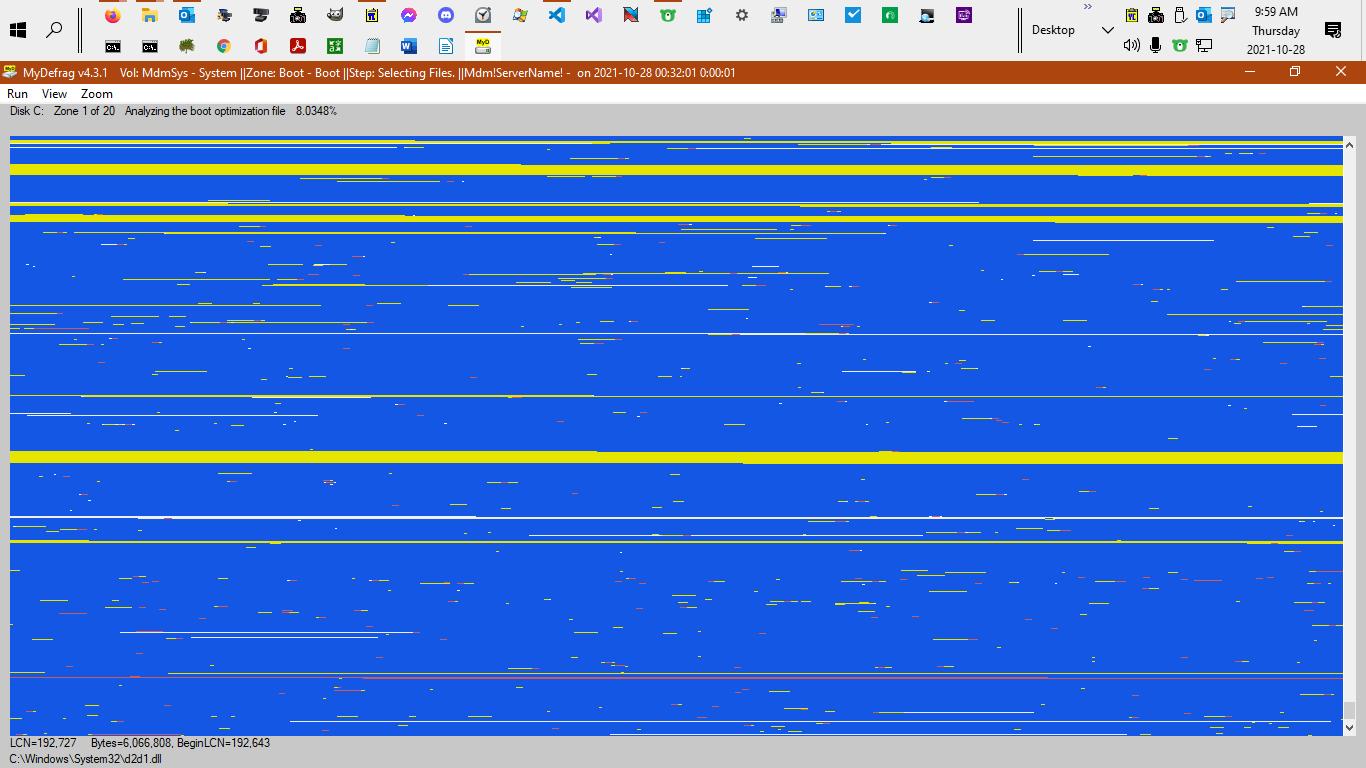 9:59 AM
Desktop
Thursday
2021-10-28
MyD
MyDefrag v4.3.1 Vol: MdmSys - System ||Zone: Boot - Boot ||Step: Selecting Files. ||Mdm!ServerName! - on 2021-10-28 00:32:01 0:00:01
Run View Zoom
Disk C: Zone 1 of 20 Analyzing the boot optimization file 8.0348%
LCN=192,727 Bytes=6,066,808, BeginLCN=192,643
C:\Windows\System32\d2d1.dll